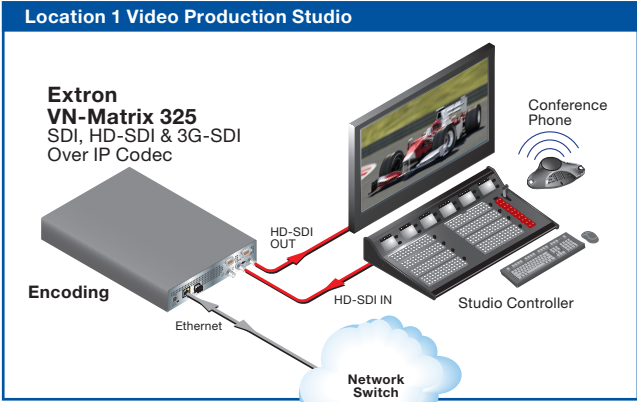 Location 1 Video Production Studio
Extron
VN-Matrix 325
SDI, HD-SDI & 3G-SDI
Over IP Codec
Conference
Phone
HD-SDI
OUT
Encoding
HD-SDI IN
Studio Controller
Ethernet
Network
Switch